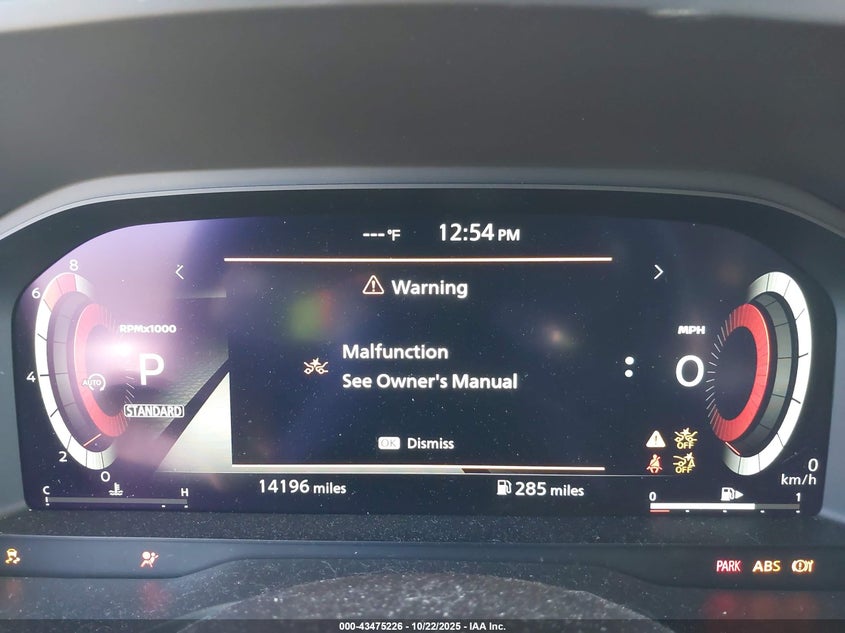 ---°F 12:54 PM
Warning
8
6
4
2
0
RPMx1000
P
AUTO
STANDARD
Malfunction
See Owner's Manual
MPH
0
OK Dismiss
OFF
OFF
0
km/h
C H
14196 miles
285 miles
0 1
PARK ABS
000-43475226 - 10/22/2025 - IAA Inc.